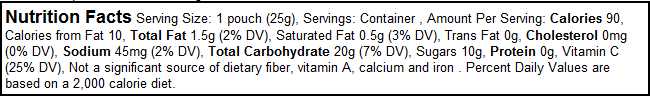 Nutrition Facts Serving Size: 1 pouch (25g), Servings: Container , Amount Per Serving: Calories 90,
Calories from Fat 10, Total Fat 1.5g (2% DV), Saturated Fat 0.5g (3% DV), Trans Fat 0g, Cholesterol 0mg
(0% DV), Sodium 45mg (2% DV), Total Carbohydrate 20g (7% DV), Sugars 10g, Protein 0g, Vitamin C
(25% DV), Not a significant source of dietary fiber, vitamin A, calcium and iron . Percent Daily Values are
based on a 2,000 calorie diet.